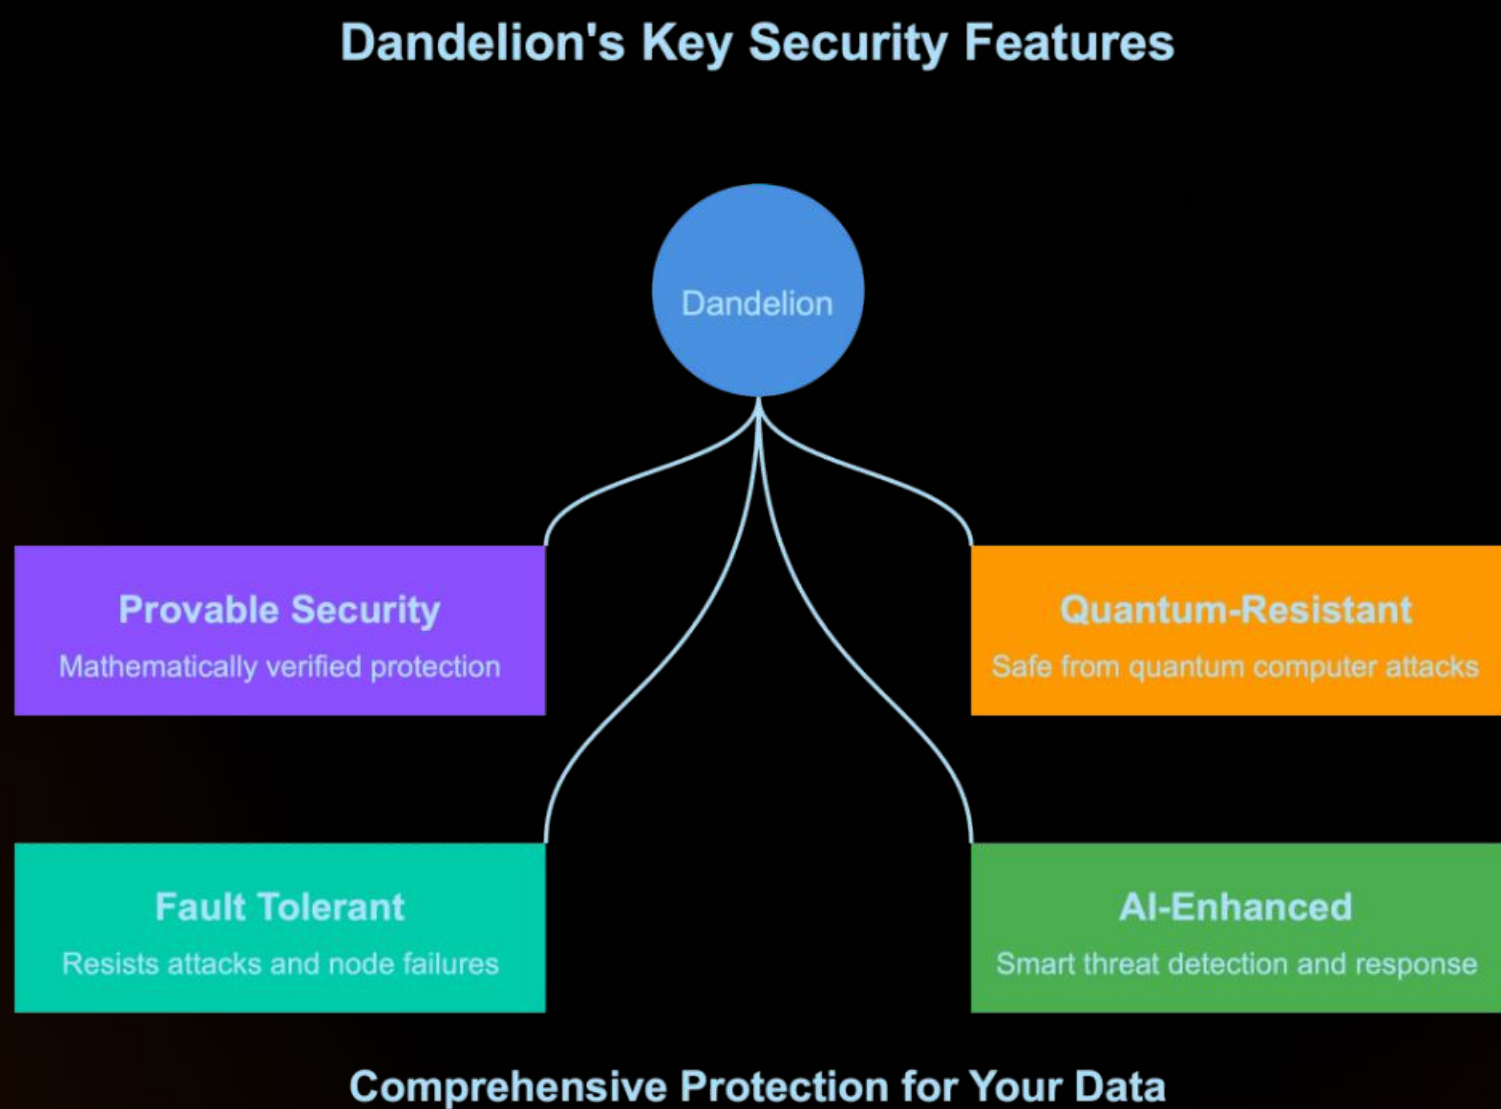 Dandelion's Key Security Features
Dandelion
Provable Security
Mathematically verified protection
Quantum-Resistant
Safe from quantum computer attacks
Fault Tolerant
Resists attacks and node failures
AI-Enhanced
Smart threat detection and response
Comprehensive Protection for Your Data